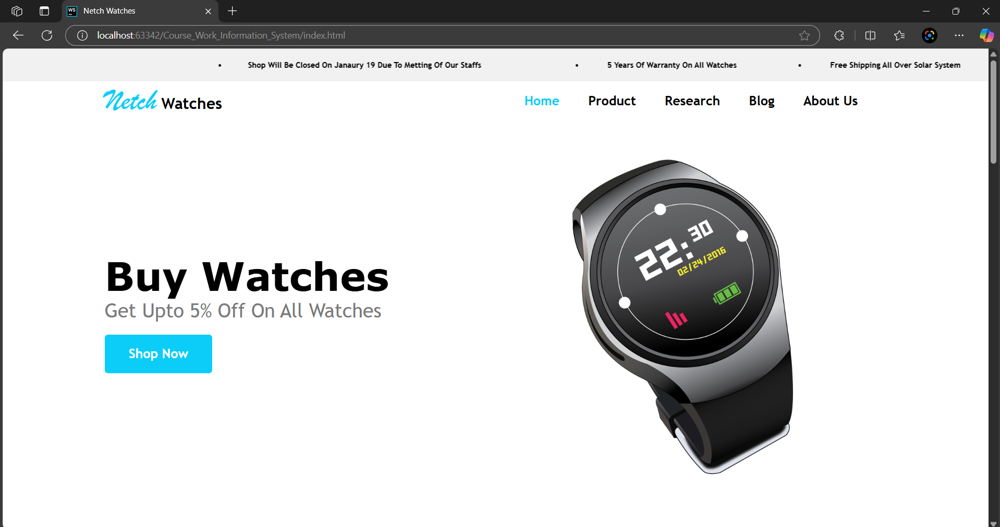 WS
Netch Watches
localhost:63342/Course_Work_Information_System/index.html
• Shop Will Be Closed On Janaury 19 Due To Metting Of Our Staffs • 5 Years Of Warranty On All Watches • Free Shipping All Over Solar System
Netch Watches
Home Product Research Blog About Us
22:30
02/24/2016
Buy Watches
Get Upto 5% Off On All Watches
Shop Now